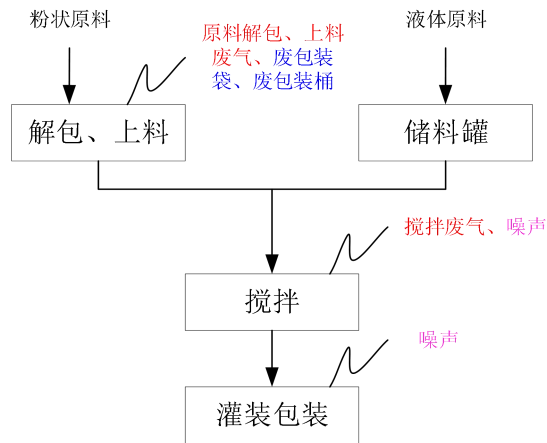 粉状原料
液体原料
原料解包、上料
废气、废包装
袋、废包装桶
解包、上料
储料罐
搅拌废气、噪声
搅拌
噪声
灌装包装